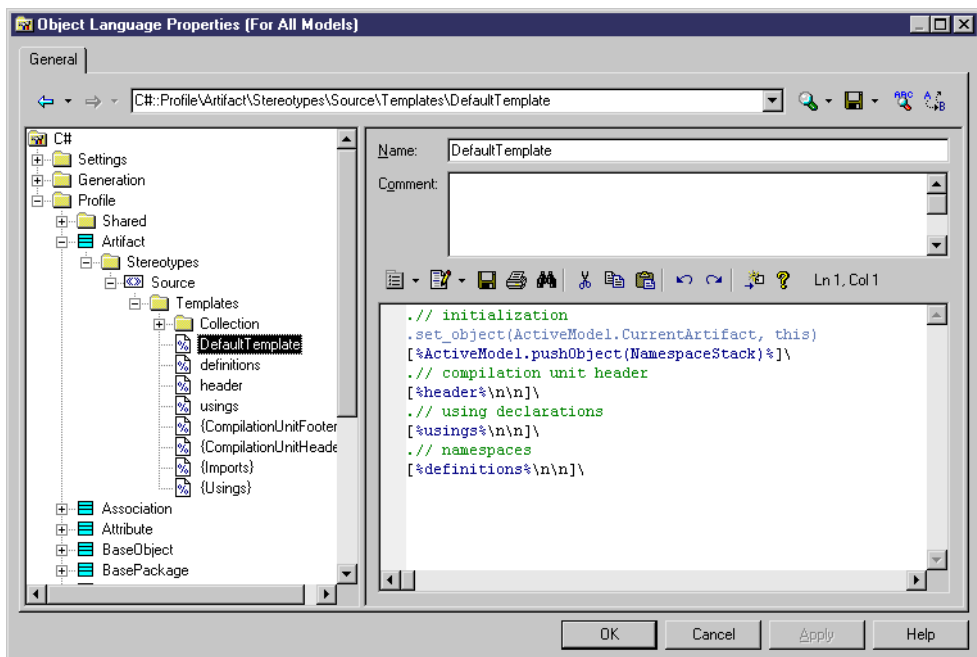 Object Language Properties (For All Models)
General
C#::Profile\Artifact\Stereotypes\Source\Templates\DefaultTemplate
ABC
A
B
C#
Settings
Generation
Profile
Shared
Artifact
Stereotypes
Source
Templates
Collection
DefaultTemplate
definitions
header
usings
{CompilationUnitFooter
{CompilationUnitHeade
{Imports}
{Usings}
Association
Attribute
BaseObject
BasePackage
Name:
DefaultTemplate
Comment:
Ln 1, Col 1
.// initialization
.set_object(ActiveModel.CurrentArtifact, this)
[%ActiveModel.pushObject(NamespaceStack)%]\
.// compilation unit header
[%header%\n\n]\
.// using declarations
[%usings%\n\n]\
.// namespaces
[%definitions%\n\n]\
OK
Cancel
Apply
Help